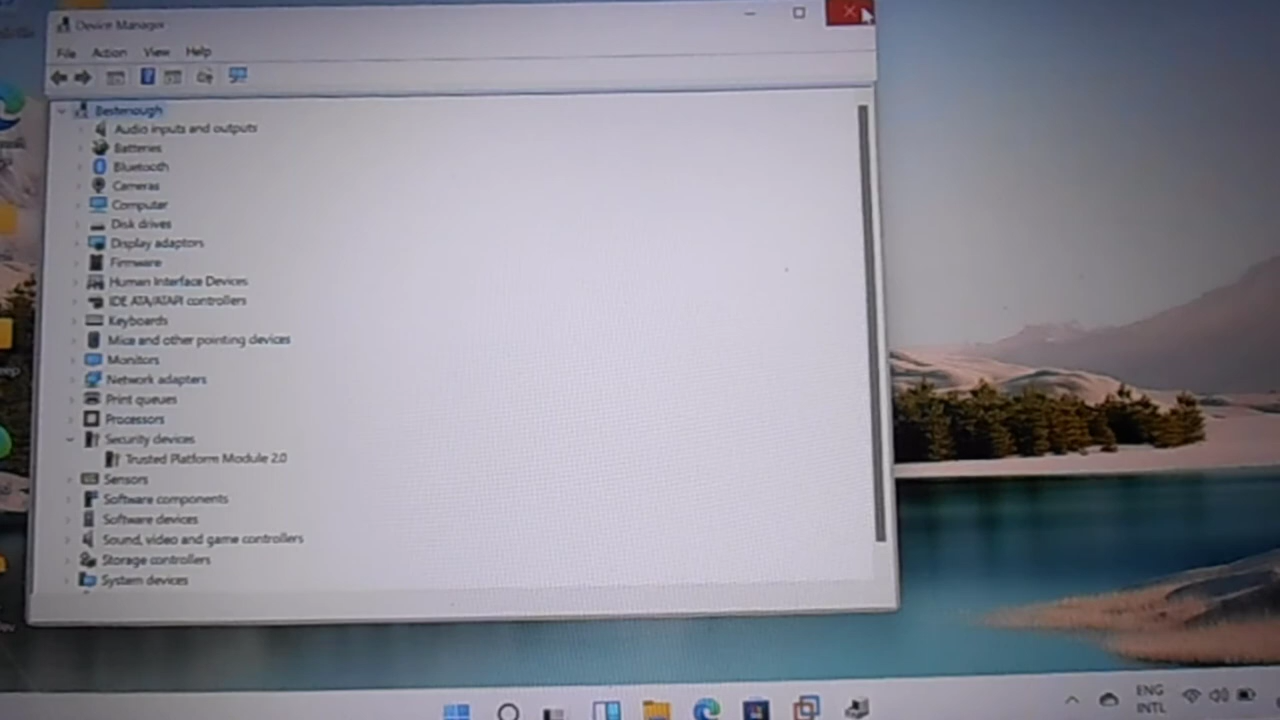 Device Manager
File Action View Help
Bestenough
Audio inputs and outputs
Batteries
Bluetooth
Cameras
Computer
Disk drives
Display adaptors
Firmware
Human Interface Devices
IDE ATA/ATAPI controllers
Keyboards
Mice and other pointing devices
Monitors
Network adapters
Print queues
Processors
Security devices
Trusted Platform Module 2.0
Sensors
Software components
Software devices
Sound, video and game controllers
Storage controllers
System devices
ENG
INTL